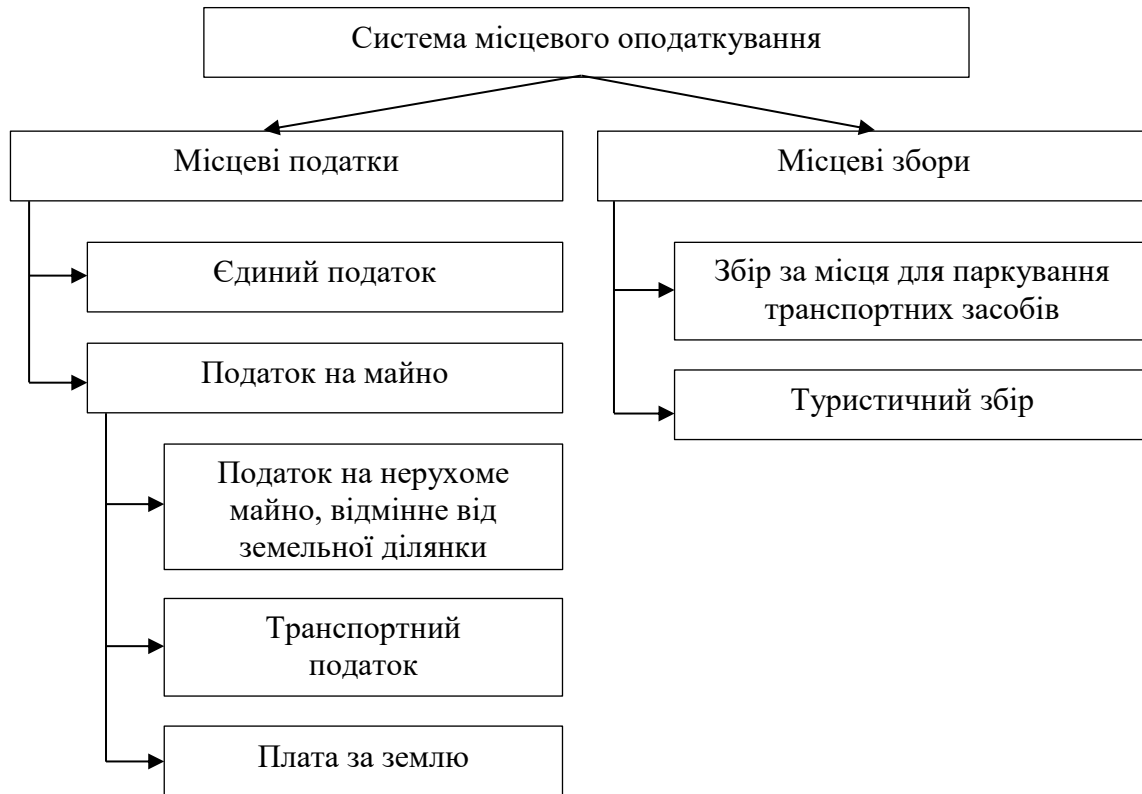 Система місцевого оподаткування
Місцеві податки
Єдиний податок
Податок на майно
Податок на нерухоме
майно, відмінне від
земельної ділянки
Транспортний
податок
Плата за землю
Місцеві збори
Збір за місця для паркування
транспортних засобів
Туристичний збір